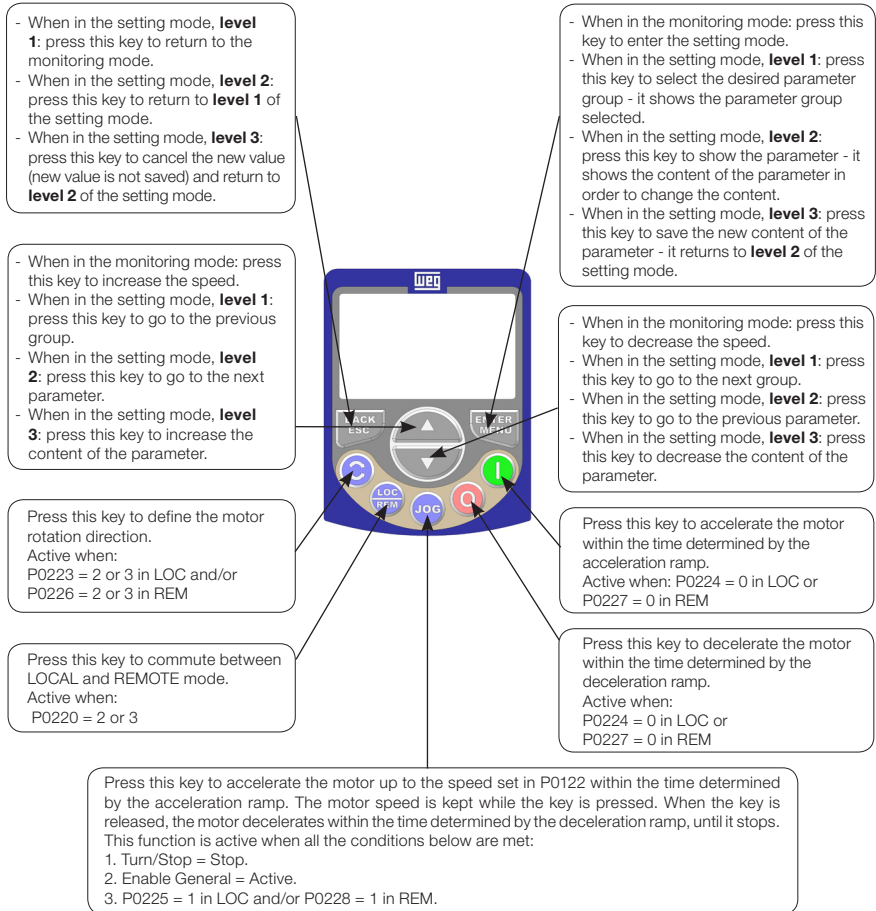 - When in the setting mode, level
1: press this key to return to the
monitoring mode.
- When in the setting mode, level 2:
press this key to return to level 1 of
the setting mode.
- When in the setting mode, level 3:
press this key to cancel the new value
(new value is not saved) and return to
level 2 of the setting mode.
- When in the monitoring mode: press this
key to enter the setting mode.
- When in the setting mode, level 1: press
this key to select the desired parameter
group - it shows the parameter group
selected.
- When in the setting mode, level 2:
press this key to show the parameter - it
shows the content of the parameter in
order to change the content.
- When in the setting mode, level 3: press
this key to save the new content of the
parameter - it returns to level 2 of the
setting mode.
- When in the monitoring mode: press
this key to increase the speed.
- When in the setting mode, level 1:
press this key to go to the previous
group.
- When in the setting mode, level
2: press this key to go to the next
parameter.
- When in the setting mode, level
3: press this key to increase the
content of the parameter.
- When in the monitoring mode: press this
key to decrease the speed.
- When in the setting mode, level 1: press
this key to go to the next group.
- When in the setting mode, level 2: press
this key to go to the previous parameter.
- When in the setting mode, level 3: press
this key to decrease the content of the
parameter.
weg
BACK
ESC
ENTER
MENU
LOC
REM
JOG
Press this key to define the motor
rotation direction.
Active when:
P0223 = 2 or 3 in LOC and/or
P0226 = 2 or 3 in REM
Press this key to accelerate the motor
within the time determined by the
acceleration ramp.
Active when: P0224 = 0 in LOC or
P0227 = 0 in REM
Press this key to commute between
LOCAL and REMOTE mode.
Active when:
P0220 = 2 or 3
Press this key to decelerate the motor
within the time determined by the
deceleration ramp.
Active when:
P0224 = 0 in LOC or
P0227 = 0 in REM
Press this key to accelerate the motor up to the speed set in P0122 within the time determined
by the acceleration ramp. The motor speed is kept while the key is pressed. When the key is
released, the motor decelerates within the time determined by the deceleration ramp, until it stops.
This function is active when all the conditions below are met:
1. Turn/Stop = Stop.
2. Enable General = Active.
3. P0225 = 1 in LOC and/or P0228 = 1 in REM.